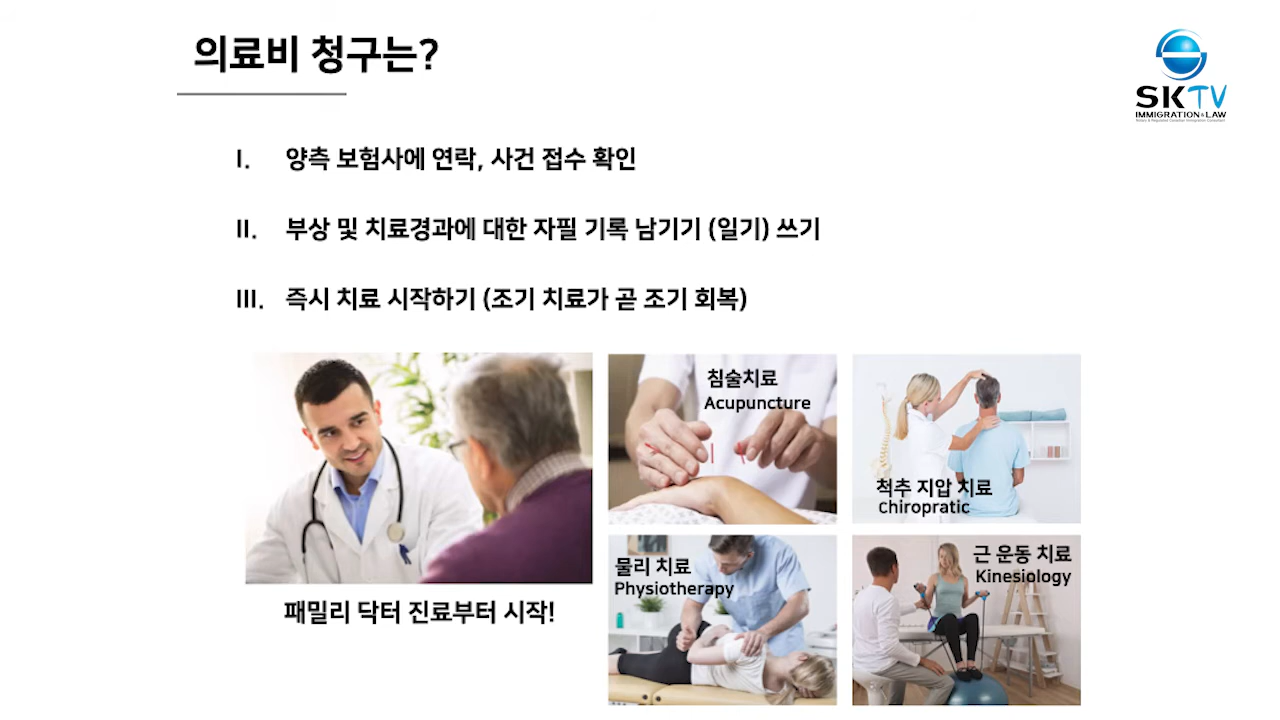 의료비 청구는?
SKTV
IMMIGRATION&LAW
I. 양측 보험사에 연락, 사건 접수 확인
II. 부상 및 치료경과에 대한 자필 기록 남기기 (일기) 쓰기
III. 즉시 치료 시작하기 (조기 치료가 곧 조기 회복)
침술치료
Acupuncture
척추 지압 치료
Chiropratic
패밀리 닥터 진료부터 시작!
물리 치료
Physiotherapy
근 운동 치료
Kinesiology